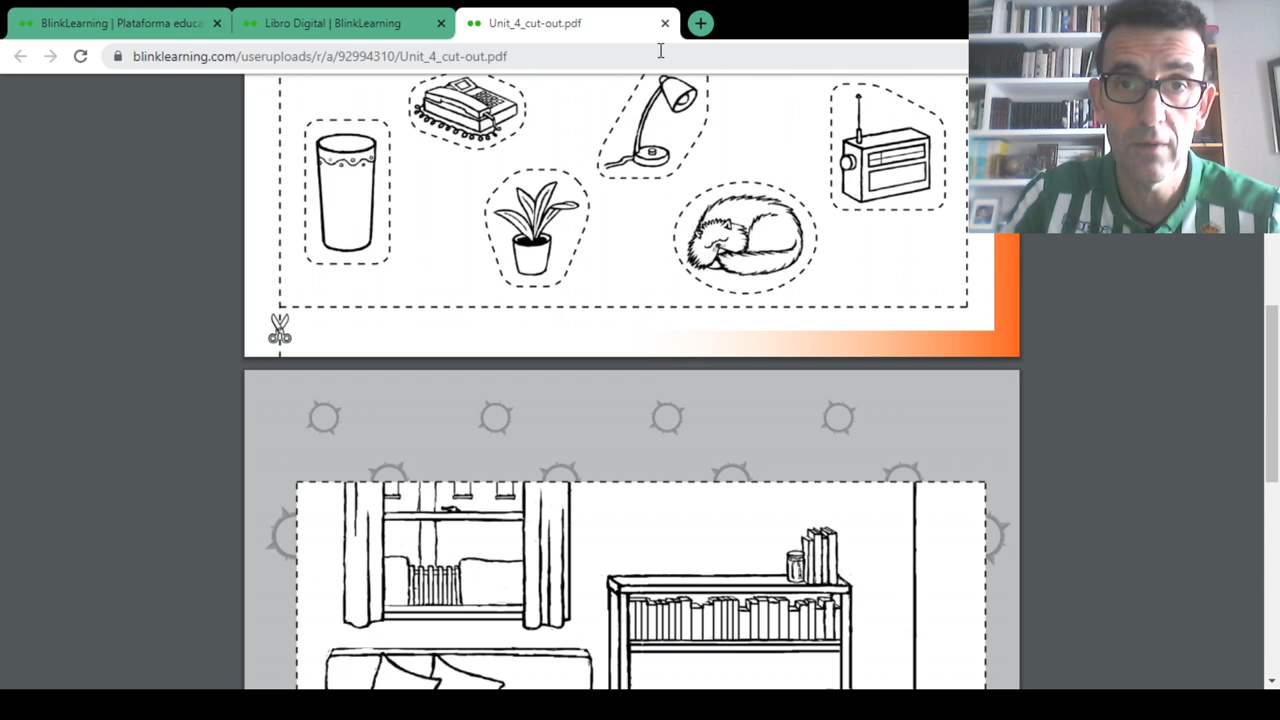 BlinkLearning | Plataforma educa
Libro Digital | BlinkLearning
Unit_4_cut-out.pdf
blinklearning.com/useruploads/r/a/92994310/Unit_4_cut-out.pdf